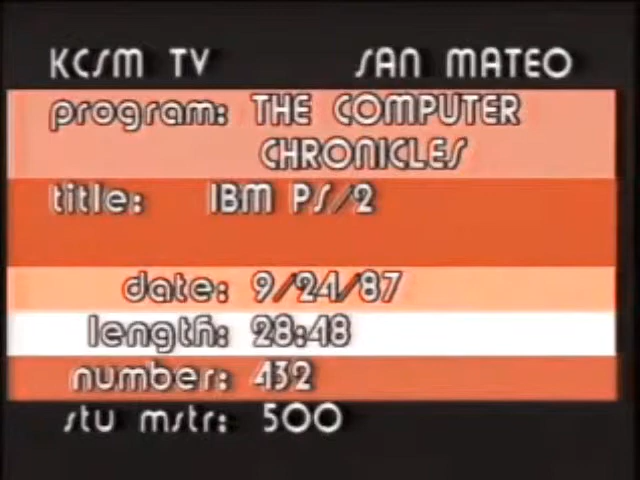 KCSM TV SAN MATEO
program: THE COMPUTER
CHRONICLES
title: IBM PS/2
date: 9/24/87
length: 28:48
number: 432
stu mstr: 500